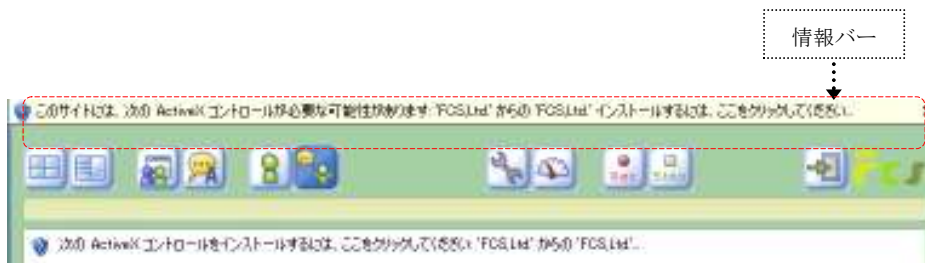 情報バー
このサイトには、次の ActiveX コントロールが必要な可能性があります: 'FCS,Ltd' からの 'FCS,Ltd' インストールするには、ここをクリックしてください...
Rec Stop
FCS
次の ActiveX コントロールをインストールするには、ここをクリックしてください: 'FCS,Ltd' からの 'FCS,Ltd'...